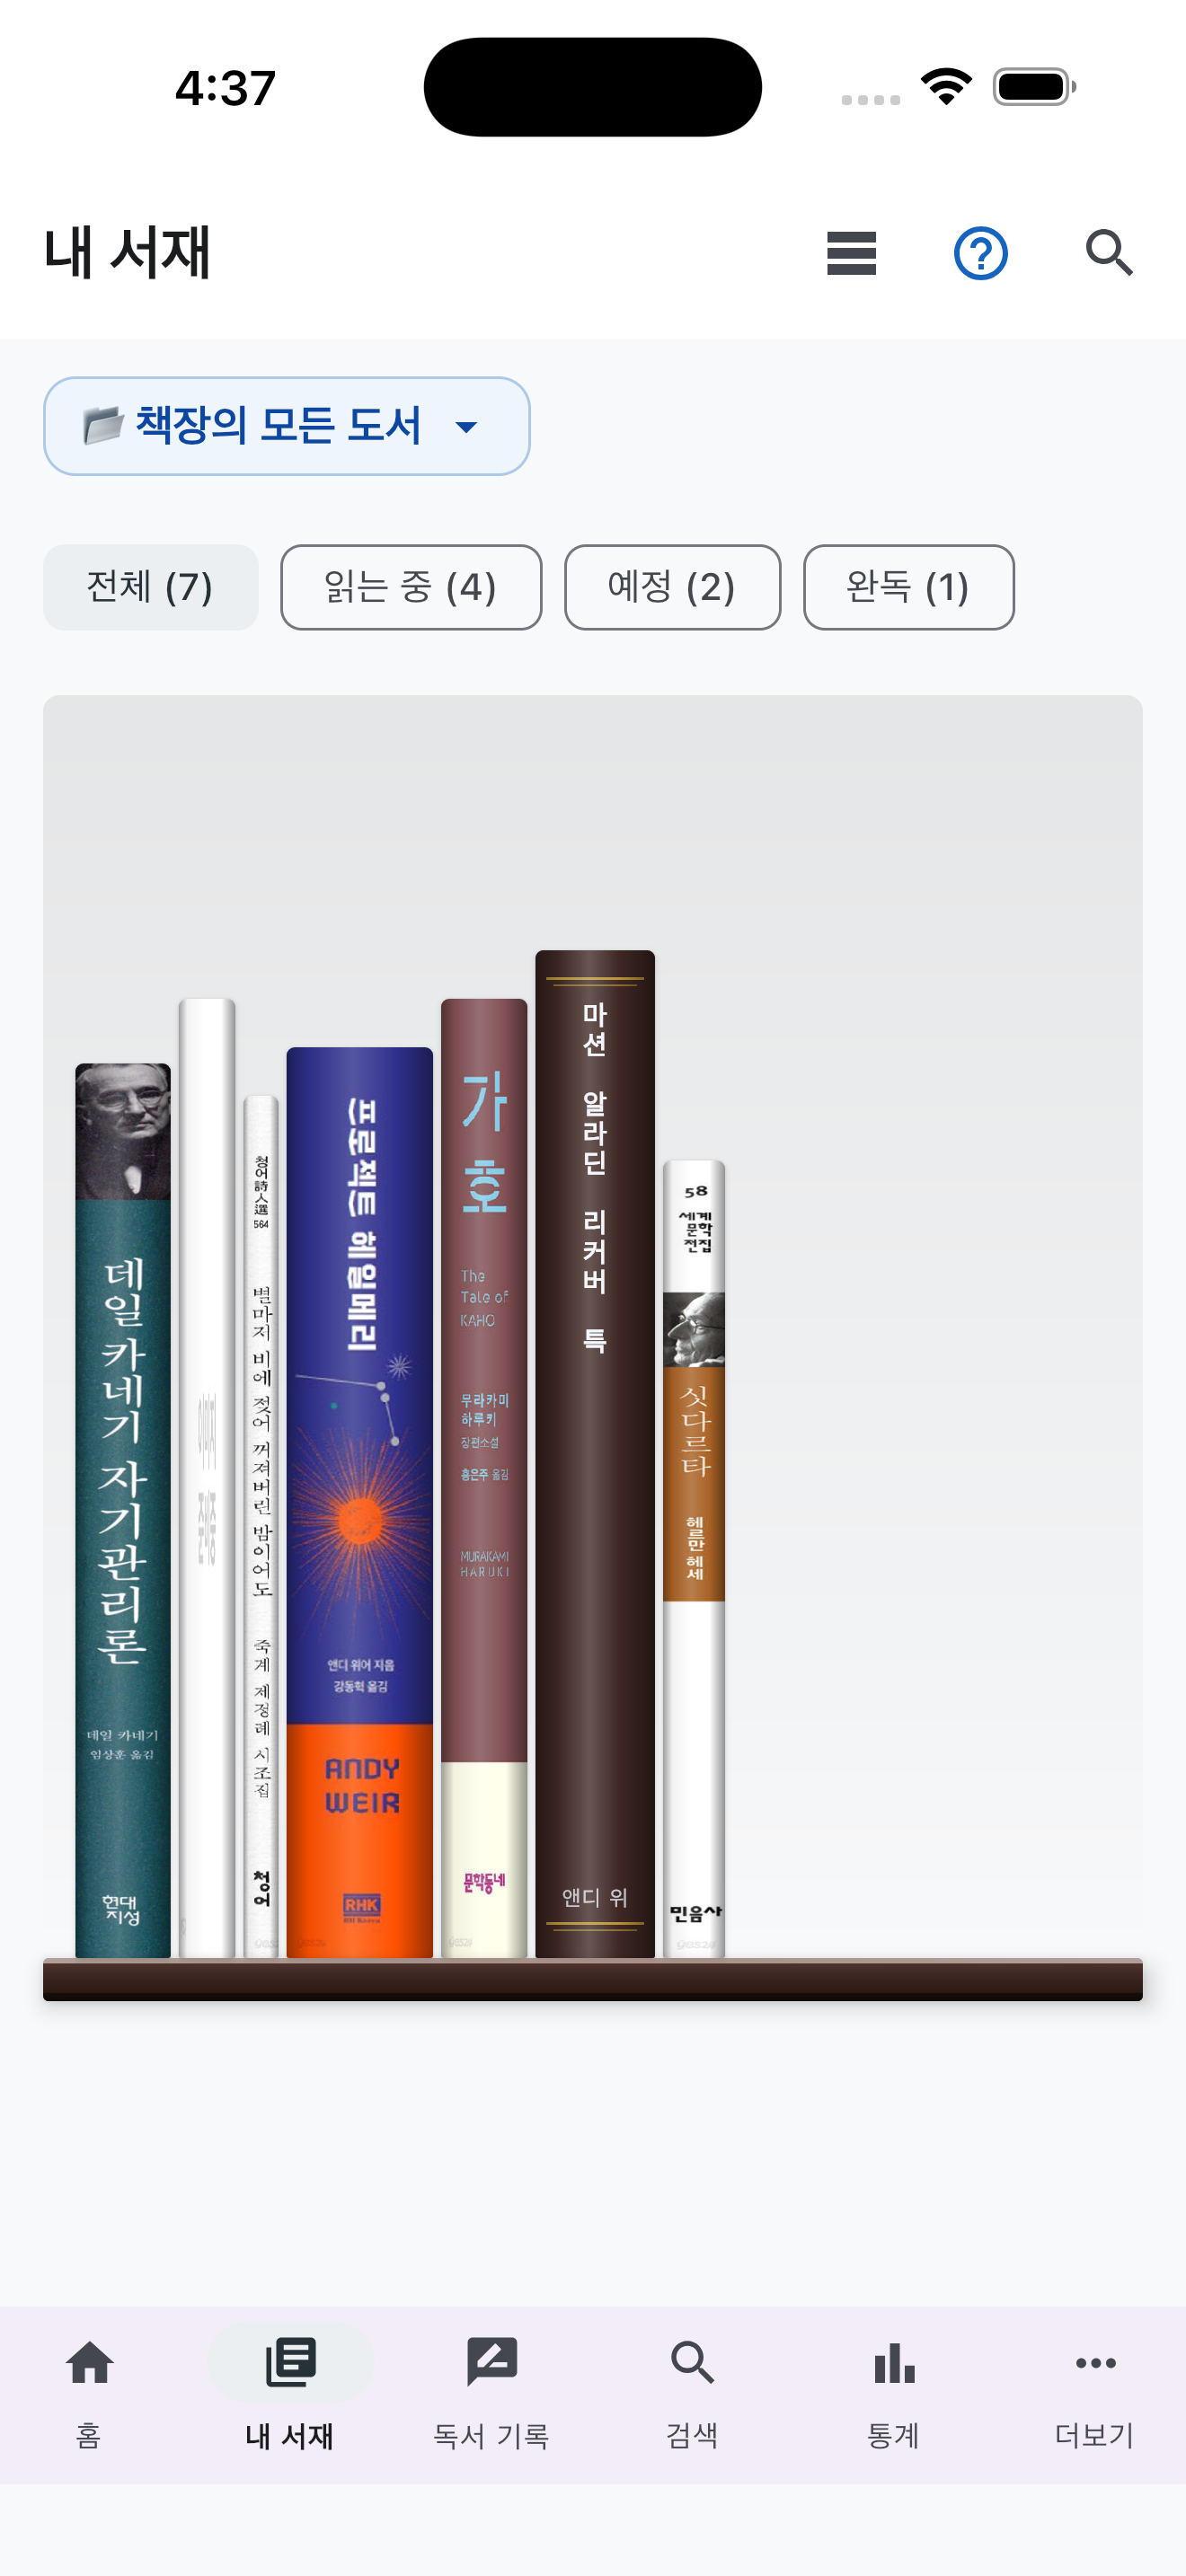 4:37
내 서재
책장의 모든 도서
전체 (7)
읽는 중 (4)
예정 (2)
완독 (1)
데일 카네기 자기관리론
데일 카네기
임상훈 옮김
현대
지성
이미지
준비중
청어詩人選
564
별마저 비에 젖어 꺼져버린 밤이어도
죽계 제정례 시조집
청어
프로젝트 헤일메리
앤디 위어 지음
강동혁 옮김
ANDY
WEIR
RHK
가호
The
Tale of
KAHO
무라카미
하루키
장편소설
홍은주 옮김
MURAKAMI
HARUKI
문학동네
마션 알라딘 리커버 특
앤디 위
58
세계
문학
전집
싯다르타
헤르만 헤세
민음사
yes24
홈
내 서재
독서 기록
검색
통계
더보기